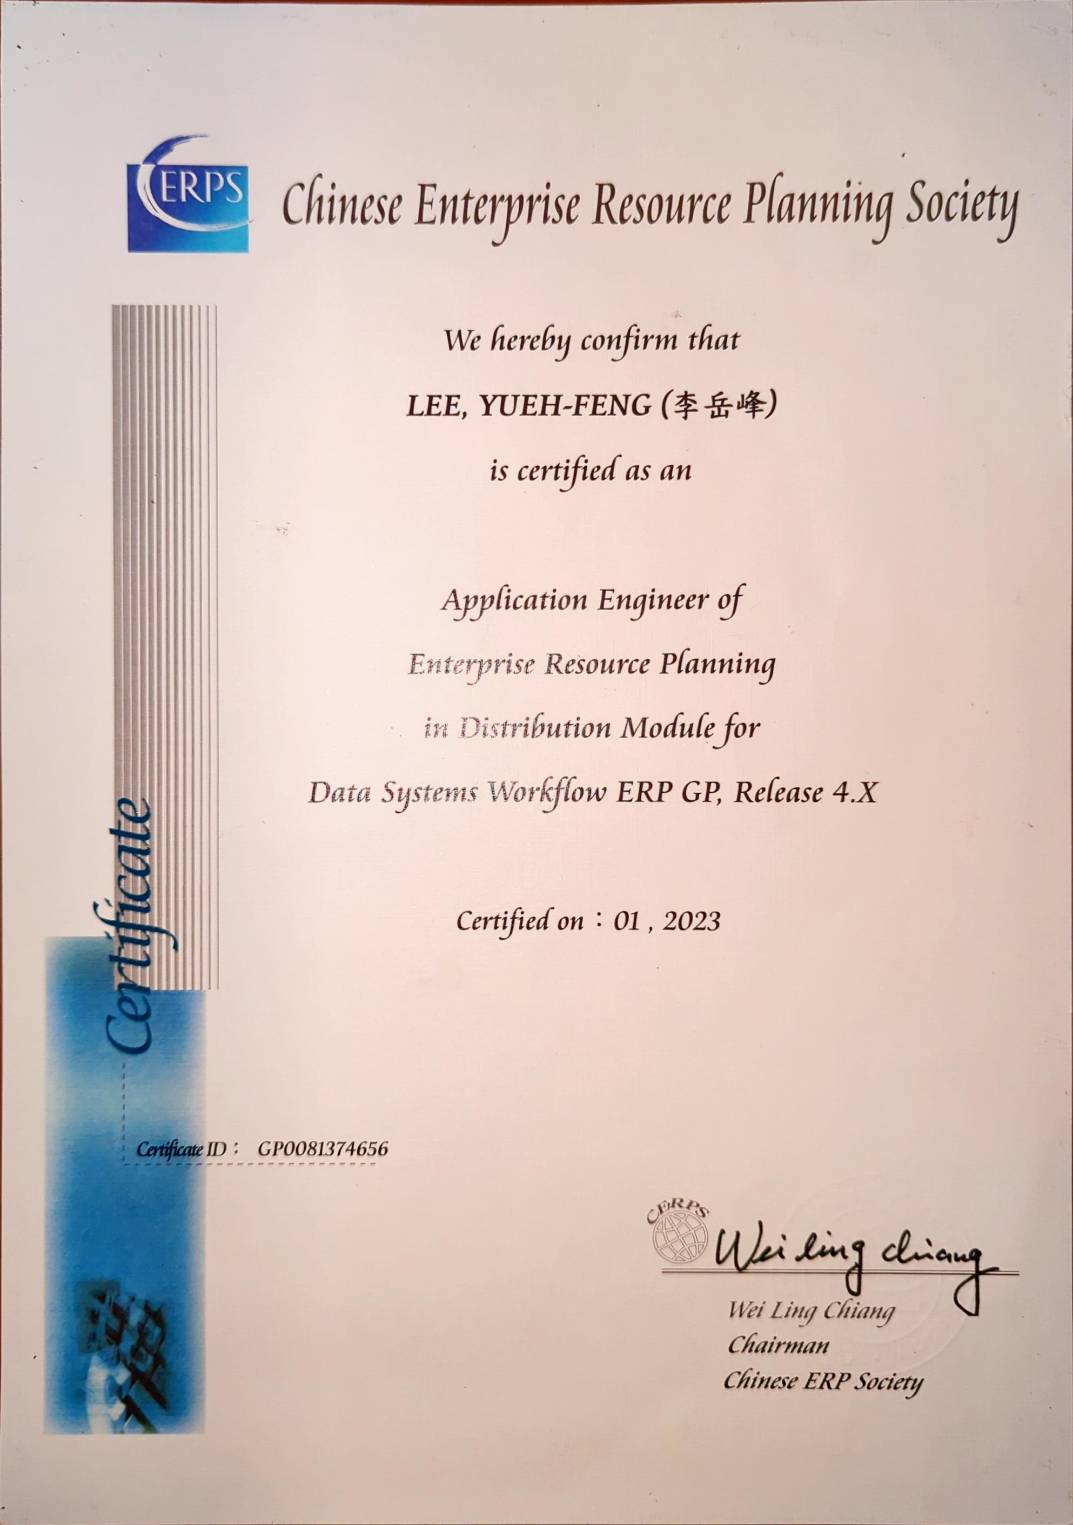 CERPS
Chinese Enterprise Resource Planning Society
We hereby confirm that
LEE, YUEH-FENG (李岳峰)
is certified as an
Application Engineer of
Enterprise Resource Planning
in Distribution Module for
Data Systems Workflow ERP GP, Release 4.X
Certified on：01 , 2023
Certificate
Certificate ID： GP0081374656
CERPS
Wei ling chiang
Wei Ling Chiang
Chairman
Chinese ERP Society